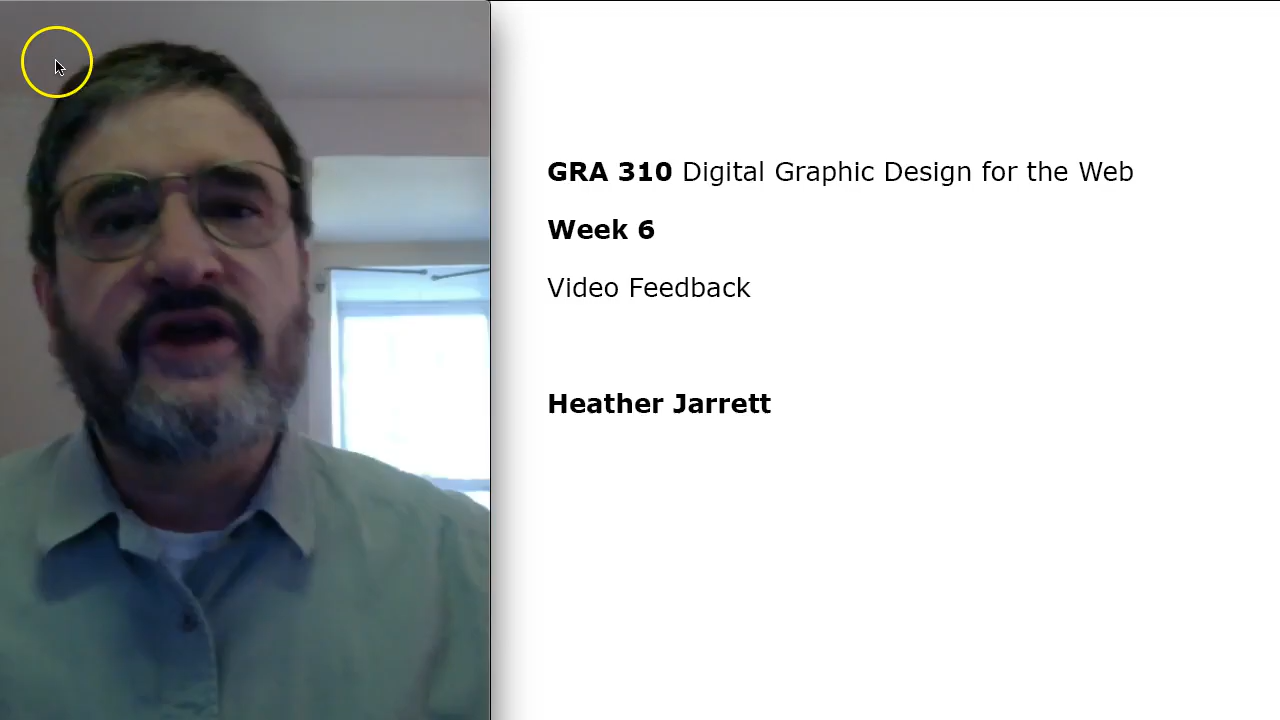 GRA 310 Digital Graphic Design for the Web
Week 6
Video Feedback
Heather Jarrett